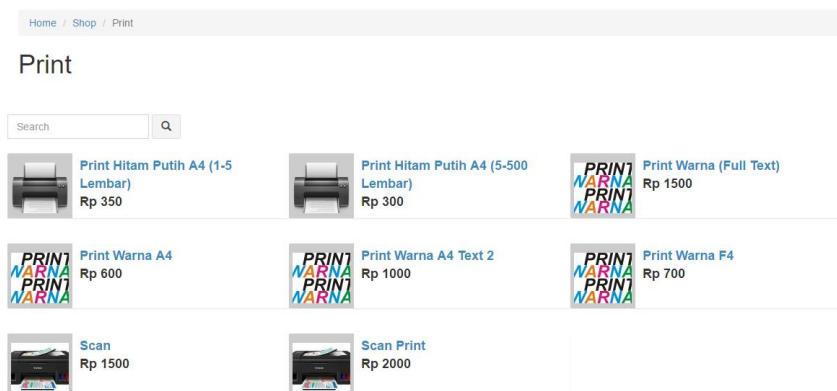 Home / Shop / Print
Print
Search
Print Hitam Putih A4 (1-5
Lembar)
Rp 350
Print Hitam Putih A4 (5-500
Lembar)
Rp 300
PRINT
WARNA
PRINT
WARNA
Print Warna (Full Text)
Rp 1500
PRINT
WARNA
PRINT
WARNA
Print Warna A4
Rp 600
PRINT
WARNA
PRINT
WARNA
Print Warna A4 Text 2
Rp 1000
PRINT
WARNA
PRINT
WARNA
Print Warna F4
Rp 700
Scan
Rp 1500
Scan Print
Rp 2000